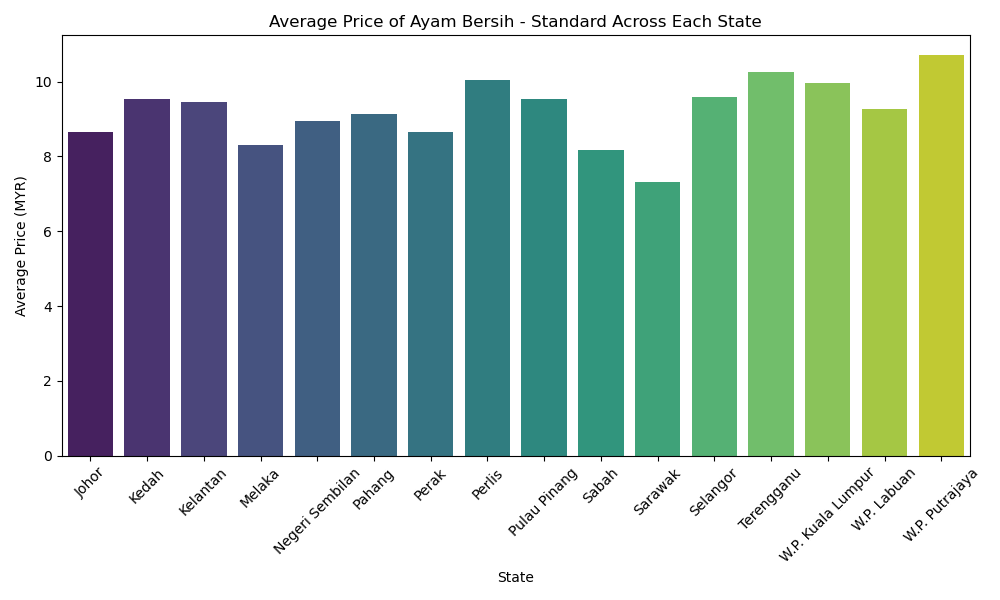 Average Price of Ayam Bersih - Standard Across Each State
Average Price (MYR)
10
8
6
4
2
0
Johor
Kedah
Kelantan
Melaka
Negeri Sembilan
Pahang
Perak
Perlis
Pulau Pinang
Sabah
Sarawak
Selangor
Terengganu
W.P. Kuala Lumpur
W.P. Labuan
W.P. Putrajaya
State